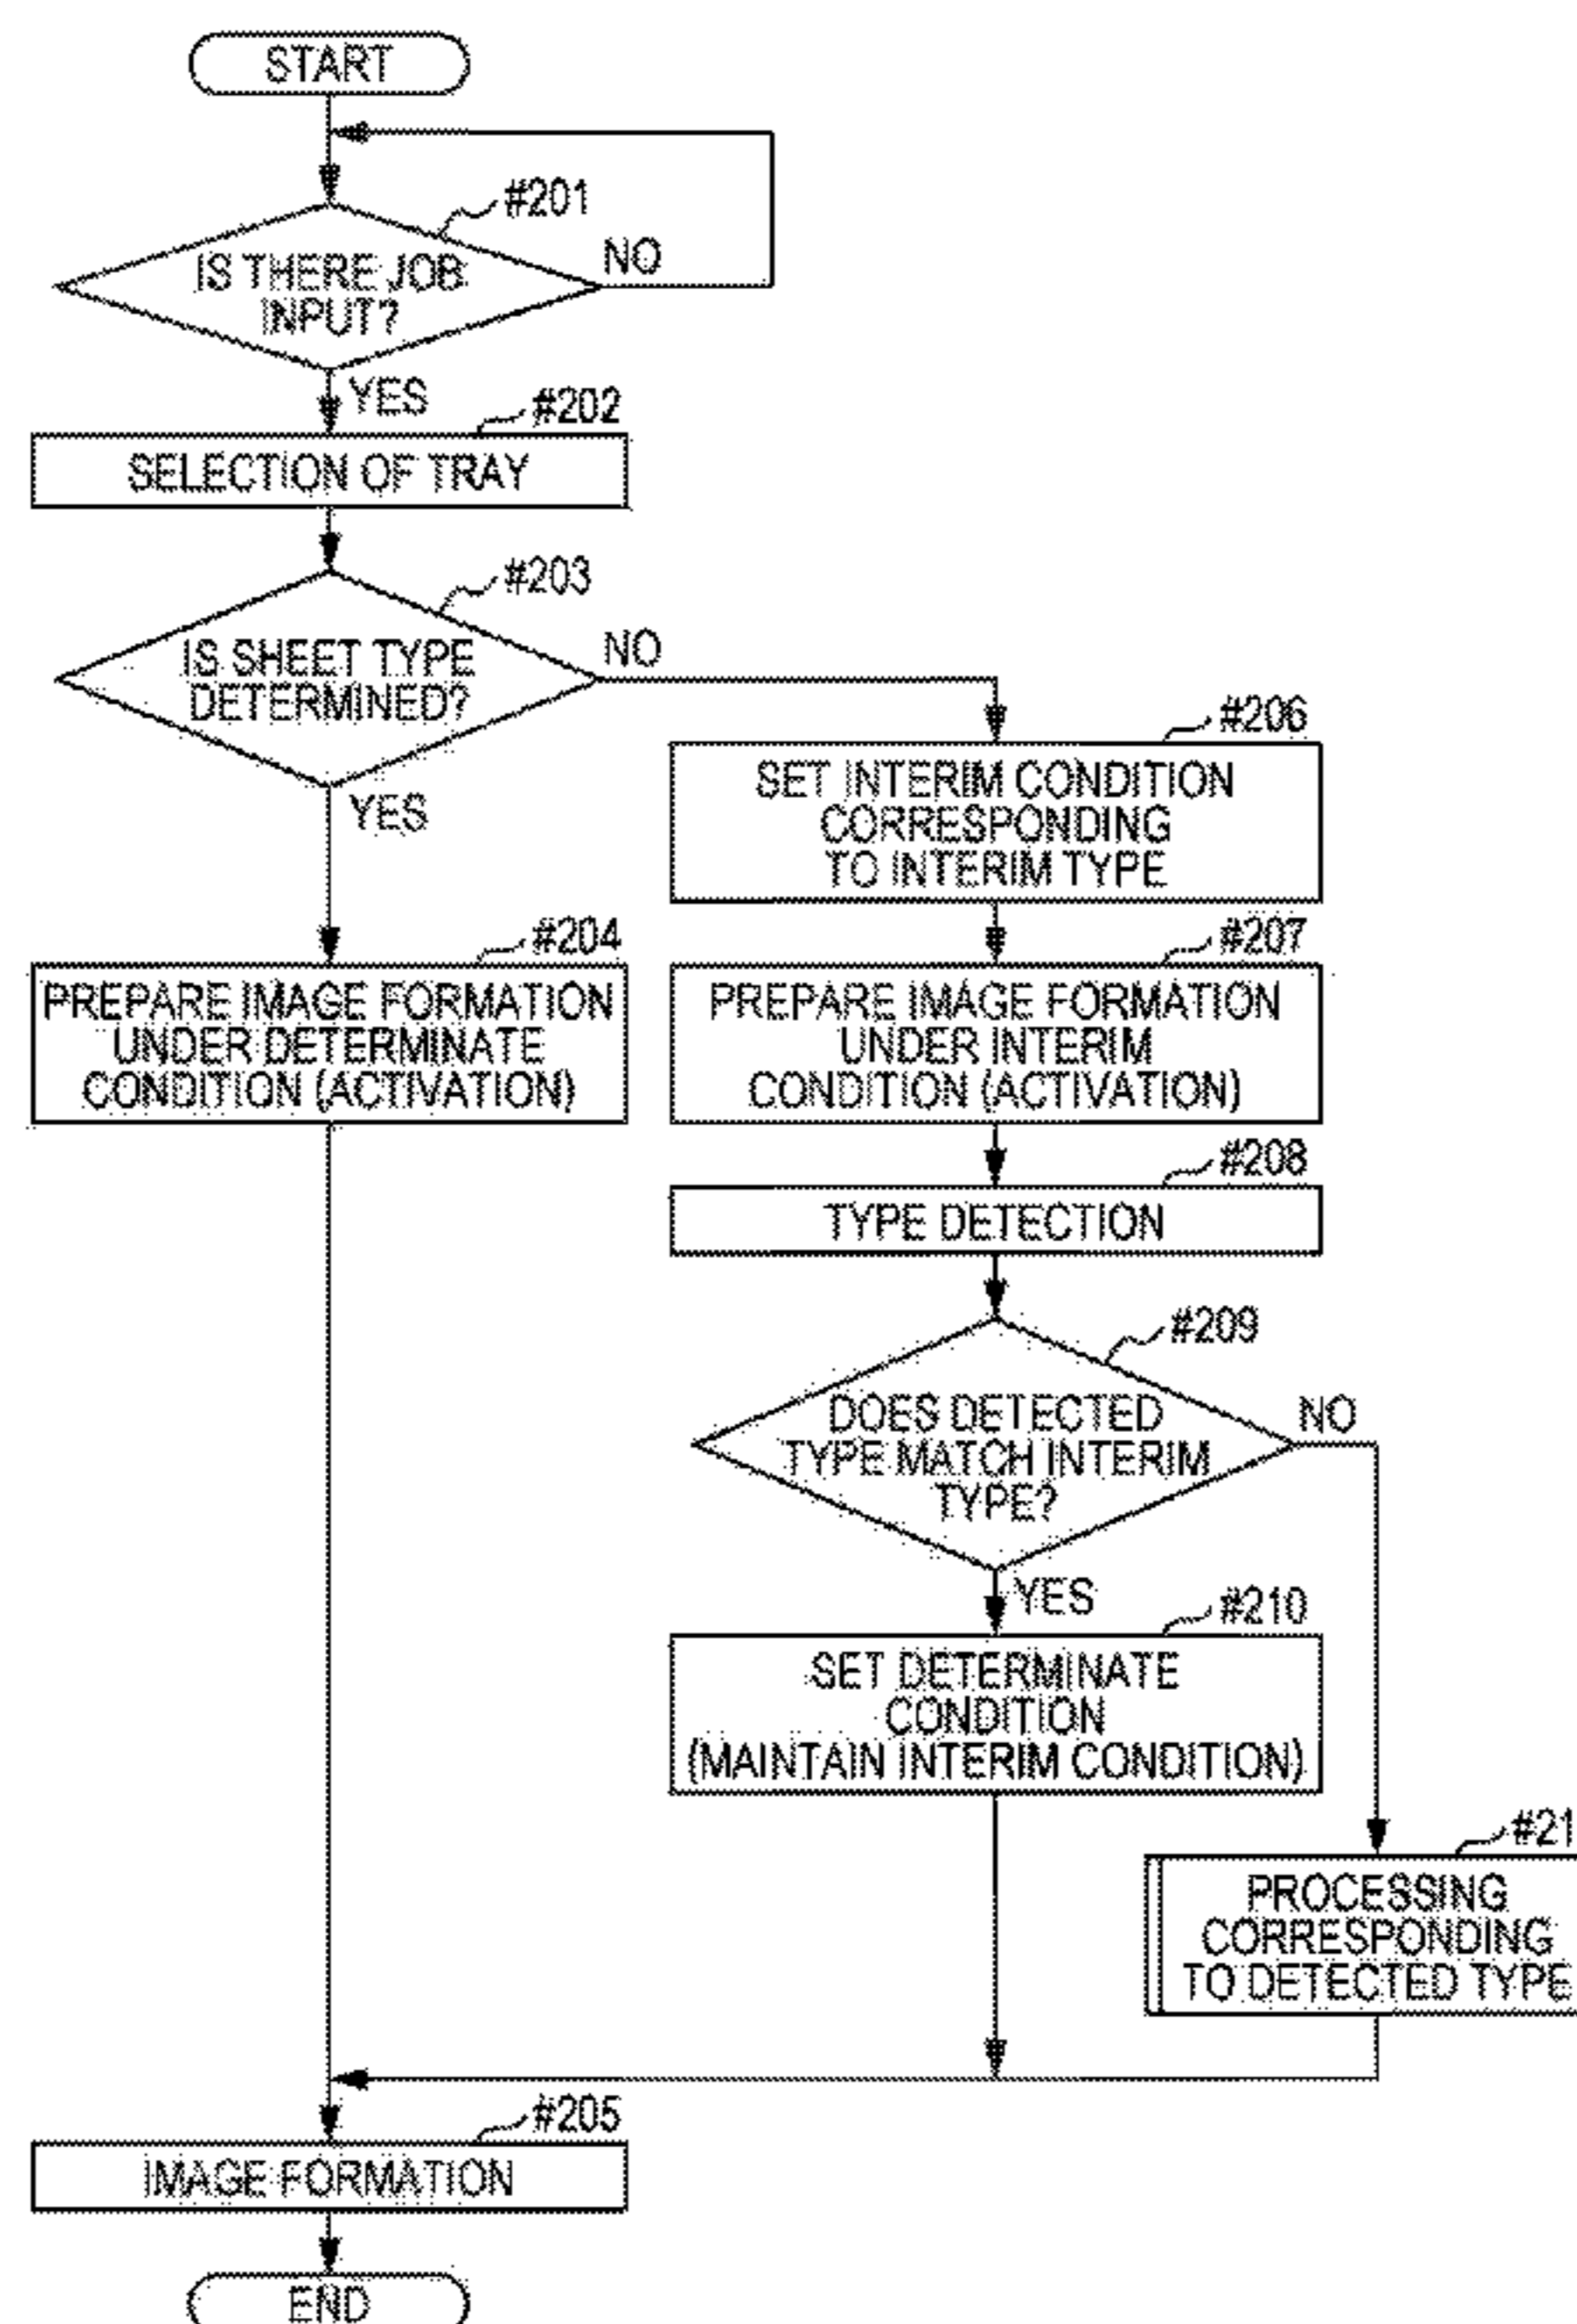 START
#201
IS THERE JOB
INPUT?
NO
YES
#202
SELECTION OF TRAY
#203
IS SHEET TYPE
DETERMINED?
NO
YES
#204
PREPARE IMAGE FORMATION
UNDER DETERMINATE
CONDITION (ACTIVATION)
#206
SET INTERIM CONDITION
CORRESPONDING
TO INTERIM TYPE
#207
PREPARE IMAGE FORMATION
UNDER INTERIM
CONDITION (ACTIVATION)
#208
TYPE DETECTION
#209
DOES DETECTED
TYPE MATCH INTERIM
TYPE?
NO
YES
#210
SET DETERMINATE
CONDITION
(MAINTAIN INTERIM CONDITION)
#21
PROCESSING
CORRESPONDING
TO DETECTED TYPE
#205
IMAGE FORMATION
END